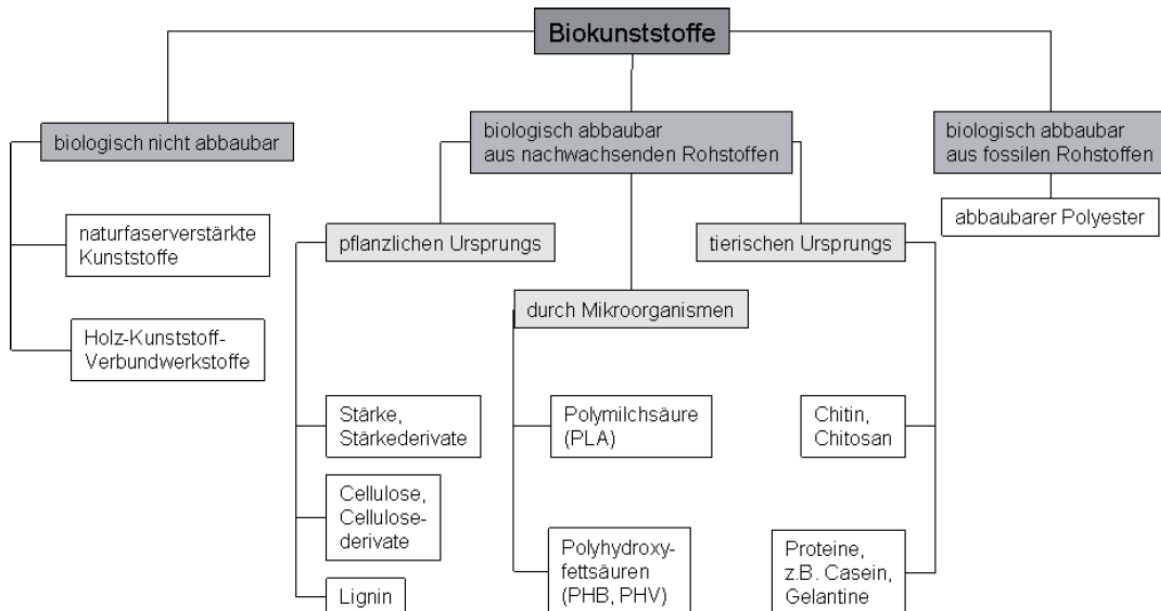 Biokunststoffe
biologisch nicht abbaubar
naturfaserverstärkte
Kunststoffe
Holz-Kunststoff-
Verbundwerkstoffe
biologisch abbaubar
aus nachwachsenden Rohstoffen
pflanzlichen Ursprungs
Stärke,
Stärkederivate
Cellulose,
Cellulose-
derivate
Lignin
durch Mikroorganismen
Polymilchsäure
(PLA)
Polyhydroxy-
fettsäuren
(PHB, PHV)
tierischen Ursprungs
Chitin,
Chitosan
Proteine,
z.B. Casein,
Gelantine
biologisch abbaubar
aus fossilen Rohstoffen
abbaubarer Polyester